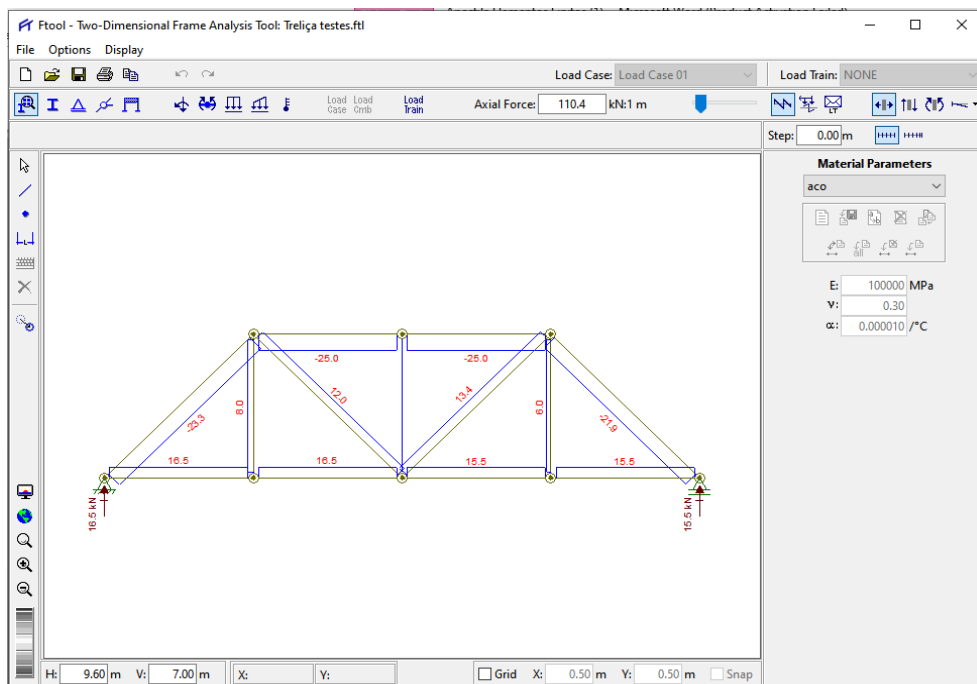 Ftool - Two-Dimensional Frame Analysis Tool: Treliça testes.ftl
File Options Display
Load Case: Load Case 01 Load Train: NONE
Load Case Load Cmb Load Train Axial Force: 110.4 kN:1 m LT
Step: 0.00 m
Material Parameters
aco
all
E: 100000 MPa
ν: 0.30
α: 0.000010 /°C
L
-25.0 -25.0
-23.3 8.0 12.0 13.4 6.0 -21.9
16.5 16.5 15.5 15.5
16.5 kN 15.5 kN
H: 9.60 m V: 7.00 m X: Y: Grid X: 0.50 m Y: 0.50 m Snap